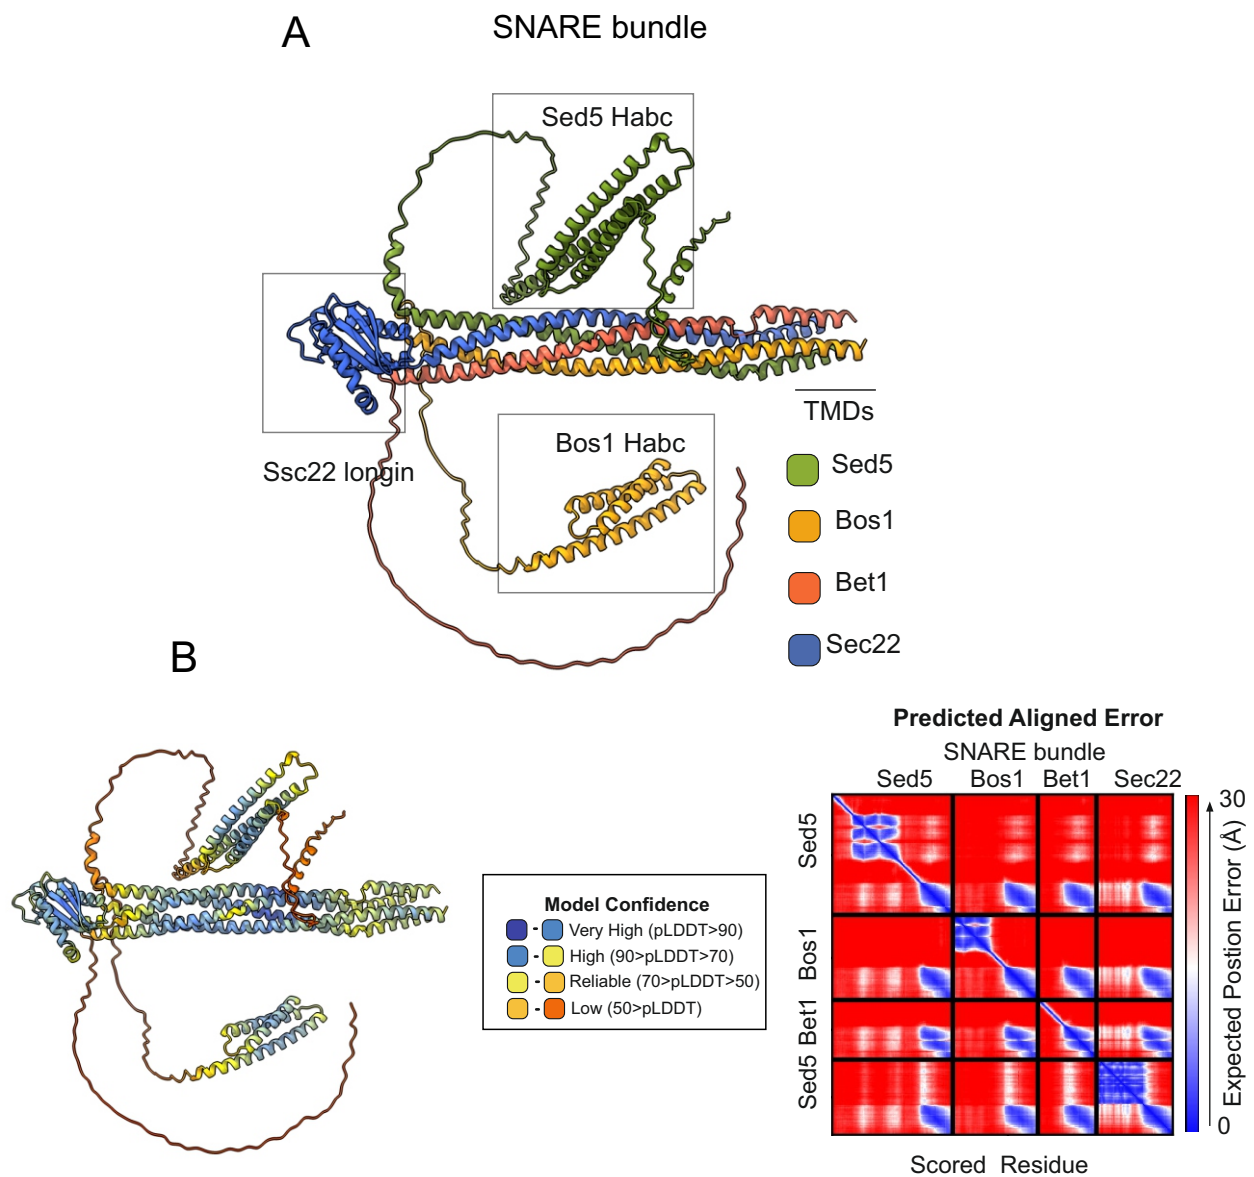 A
SNARE bundle
Sed5 Habc
Ssc22 longin
Bos1 Habc
TMDs
Sed5
Bos1
Bet1
Sec22
B
Model Confidence
- Very High (pLDDT>90)
- High (90>pLDDT>70)
- Reliable (70>pLDDT>50)
- Low (50>pLDDT)
Predicted Aligned Error
SNARE bundle
Sed5 Bos1 Bet1 Sec22
Sed5
Bos1
Bet1
Sed5
Scored Residue
30
0
Expected Postion Error (Å)